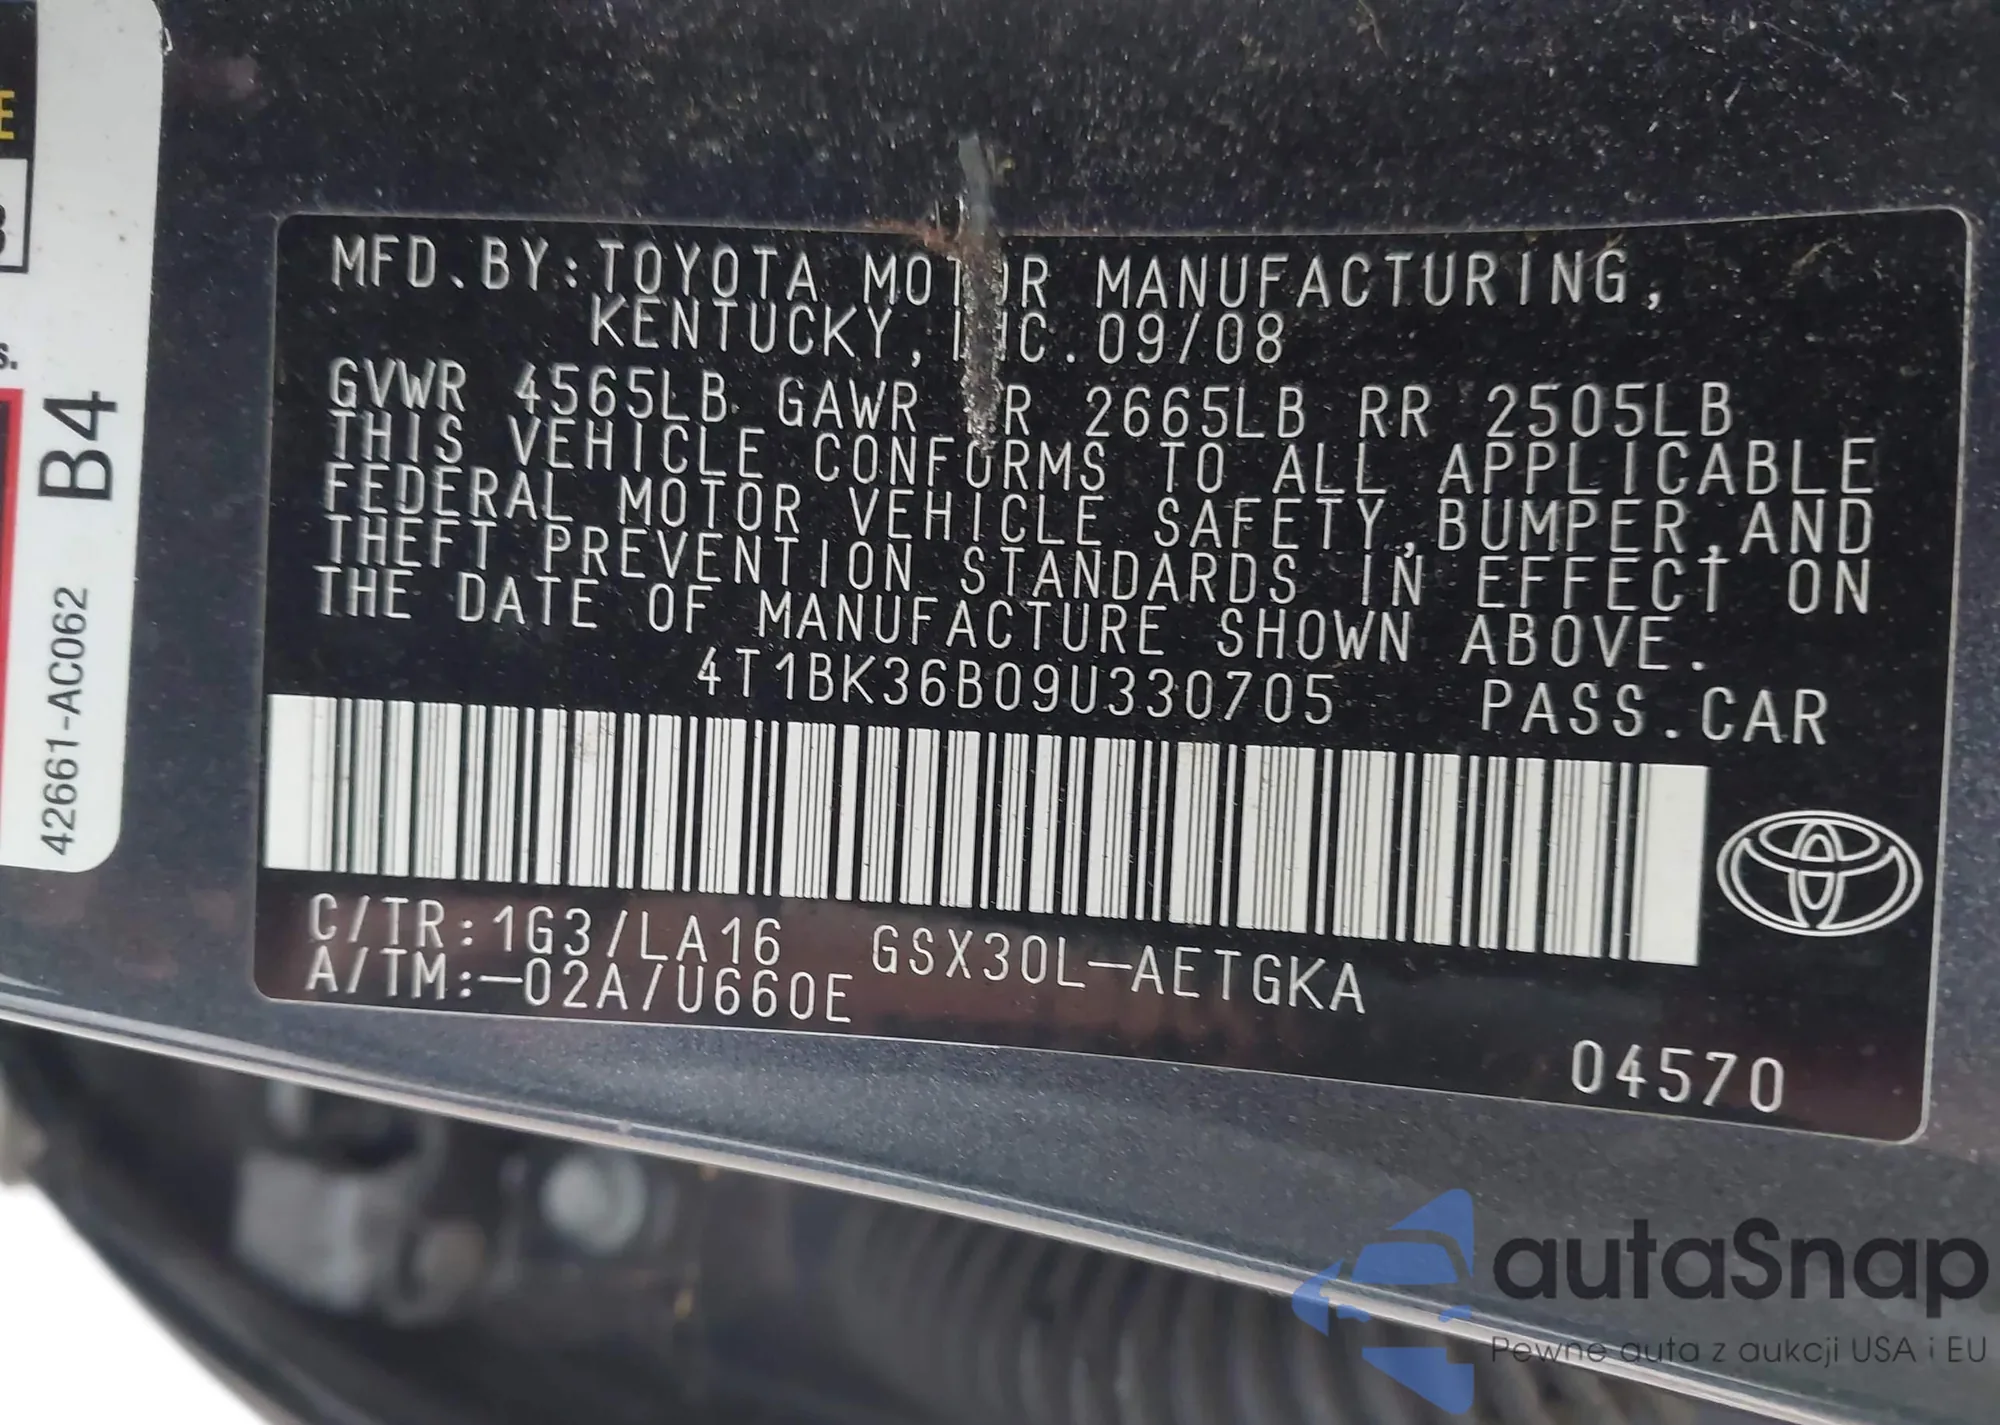 E
3
s.
B4
42661-AC062
MFD.BY:TOYOTA MOTOR MANUFACTURING,
KENTUCKY, INC.09/08
GVWR 4565LB GAWR FR 2665LB RR 2505LB
THIS VEHICLE CONFORMS TO ALL APPLICABLE
FEDERAL MOTOR VEHICLE SAFETY,BUMPER,AND
THEFT PREVENTION STANDARDS IN EFFECT ON
THE DATE OF MANUFACTURE SHOWN ABOVE.
4T1BK36B09U330705 PASS.CAR
C/TR:1G3/LA16 GSX30L-AETGKA
A/TM:-02A/U660E
04570
autaSnap
Pewne auta z aukcji USA i EU